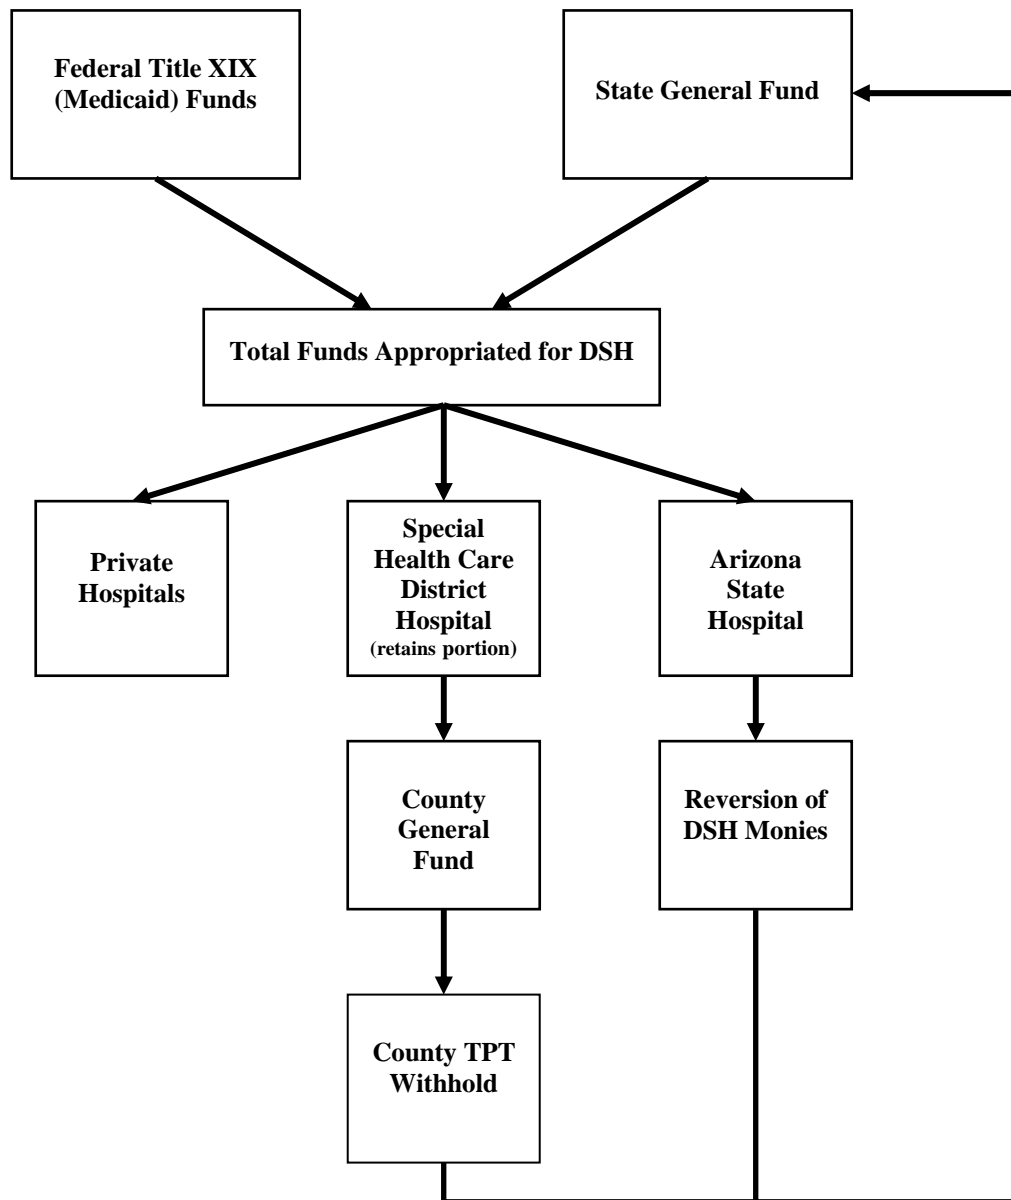 Federal Title XIX
(Medicaid) Funds
State General Fund
Total Funds Appropriated for DSH
Private
Hospitals
Special
Health Care
District
Hospital
(retains portion)
Arizona
State
Hospital
County
General
Fund
Reversion of
DSH Monies
County TPT
Withhold